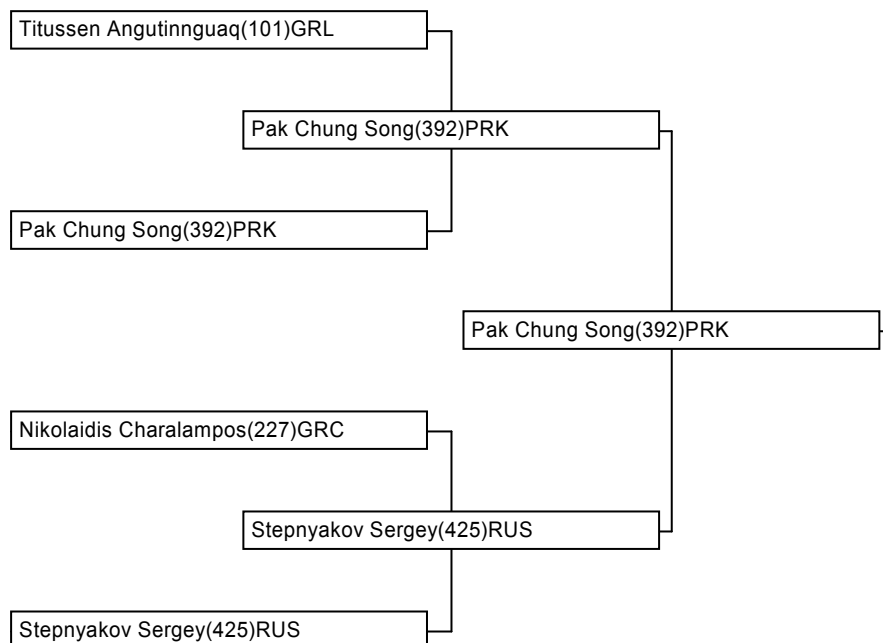 Titussen Angutinnguaq(101)GRL
Pak Chung Song(392)PRK
Pak Chung Song(392)PRK
Pak Chung Song(392)PRK
Nikolaidis Charalampos(227)GRC
Stepnyakov Sergey(425)RUS
Stepnyakov Sergey(425)RUS